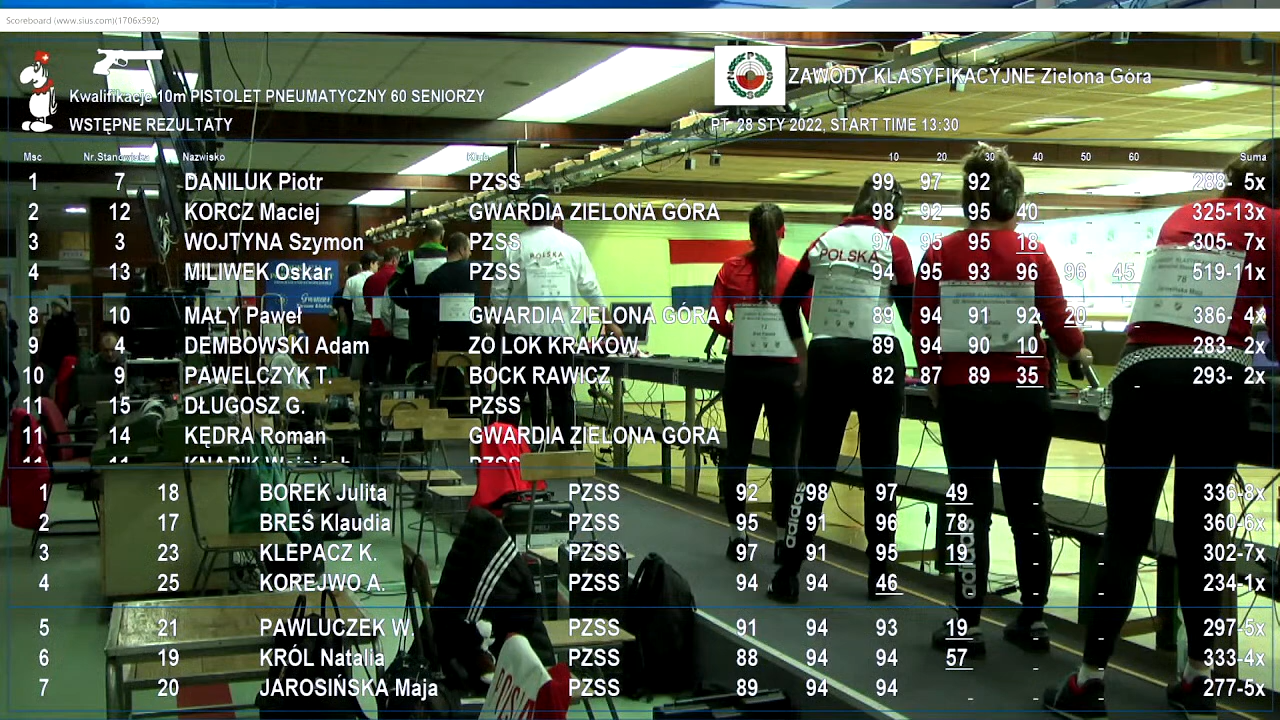 Scoreboard (www.sius.com)(1706x592)
ZAWODY KLASYFIKACYJNE Zielona Góra
Kwalifikacje 10m PISTOLET PNEUMATYCZNY 60 SENIORZY
WSTĘPNE REZULTATY PT. 28 STY 2022, START TIME 13:30
Msc Nr.Stanowiska Nazwisko Klub 10 20 30 40 50 60 Suma
1 7 DANILUK Piotr PZSS 99 97 92 _ _ _ 288- 5x
2 12 KORCZ Maciej GWARDIA ZIELONA GÓRA 98 92 95 40 _ _ 325-13x
3 3 WOJTYNA Szymon PZSS 97 95 95 18 _ _ 305- 7x
4 13 MILIWEK Oskar PZSS 94 95 93 96 96 45 519-11x
8 10 MAŁY Paweł GWARDIA ZIELONA GÓRA 89 94 91 92 20 _ 386- 4x
9 4 DEMBOWSKI Adam ZO LOK KRAKÓW 89 94 90 10 _ _ 283- 2x
10 9 PAWELCZYK T. BOCK RAWICZ 82 87 89 35 _ _ 293- 2x
11 15 DŁUGOSZ G. PZSS
11 14 KĘDRA Roman GWARDIA ZIELONA GÓRA
11 11 KNAPIK Wojciech PZSS
1 18 BOREK Julita PZSS 92 98 97 49 _ _ 336-8x
2 17 BREŚ Klaudia PZSS 95 91 96 78 _ _ 360-6x
3 23 KLEPACZ K. PZSS 97 91 95 19 _ _ 302-7x
4 25 KOREJWO A. PZSS 94 94 46 _ _ _ 234-1x
5 21 PAWLUCZEK W. PZSS 91 94 93 19 _ _ 297-5x
6 19 KRÓL Natalia PZSS 88 94 94 57 _ _ 333-4x
7 20 JAROSIŃSKA Maja PZSS 89 94 94 _ _ _ 277-5x
POLSKA
POLSKA
78
adidas
adidas